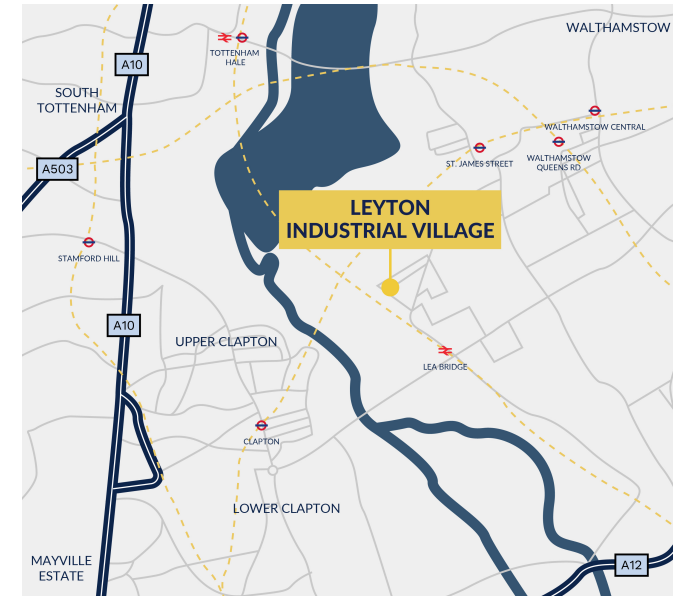 WALTHAMSTOW
TOTTENHAM
HALE
A10
SOUTH
TOTTENHAM
WALTHAMSTOW CENTRAL
ST. JAMES STREET
WALTHAMSTOW
QUEENS RD
A503
LEYTON
INDUSTRIAL VILLAGE
STAMFORD HILL
A10
UPPER CLAPTON
LEA BRIDGE
CLAPTON
LOWER CLAPTON
MAYVILLE
ESTATE
A12